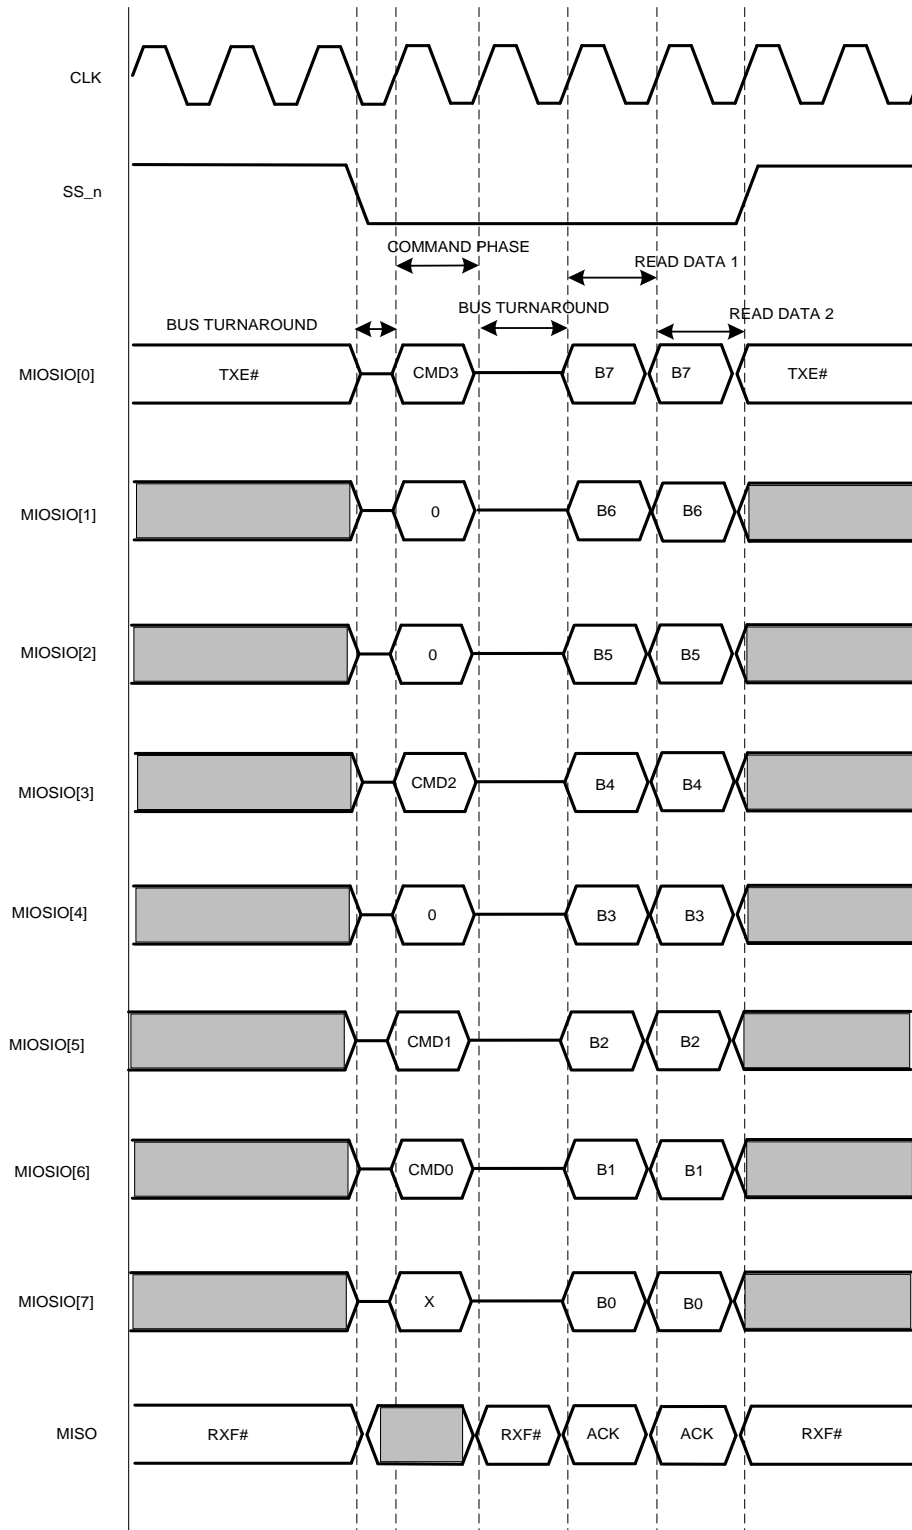 CLK
SS_n
COMMAND PHASE
READ DATA 1
BUS TURNAROUND
BUS TURNAROUND
READ DATA 2
MIOSIO[0] TXE# CMD3 B7 B7 TXE#
MIOSIO[1] 0 B6 B6
MIOSIO[2] 0 B5 B5
MIOSIO[3] CMD2 B4 B4
MIOSIO[4] 0 B3 B3
MIOSIO[5] CMD1 B2 B2
MIOSIO[6] CMD0 B1 B1
MIOSIO[7] X B0 B0
MISO RXF# RXF# ACK ACK RXF#